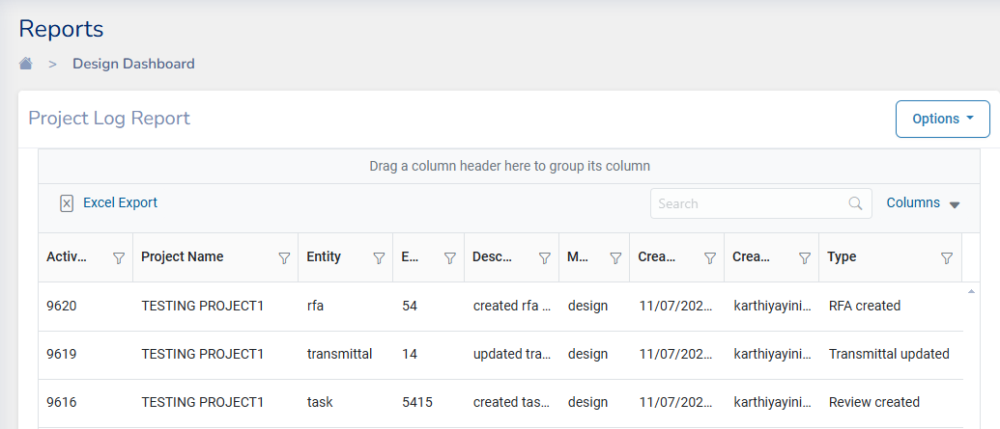 Reports
> Design Dashboard
Project Log Report
Options
Drag a column header here to group its column
Excel Export
Search
Columns
Activ... Project Name Entity E... Desc... M... Crea... Crea... Type
9620 TESTING PROJECT1 rfa 54 created rfa ... design 11/07/202... karthiyayini... RFA created
9619 TESTING PROJECT1 transmittal 14 updated tra... design 11/07/202... karthiyayini... Transmittal updated
9616 TESTING PROJECT1 task 5415 created tas... design 11/07/202... karthiyayini... Review created